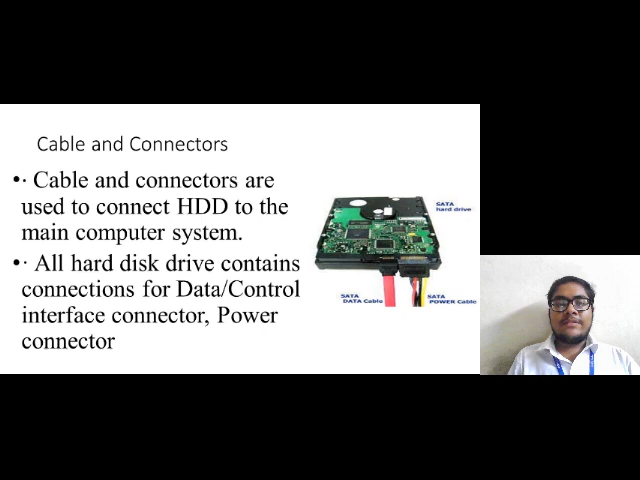 Cable and Connectors
•· Cable and connectors are
used to connect HDD to the
main computer system.
•· All hard disk drive contains
connections for Data/Control
interface connector, Power
connector
SATA
hard drive
SATA
DATA Cable
SATA
POWER Cable